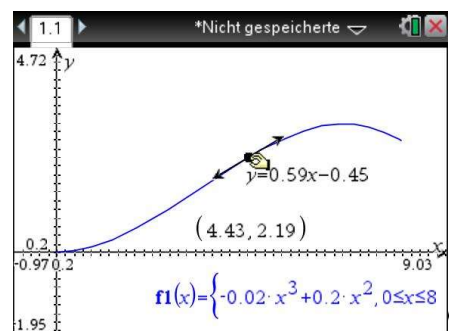 1.1 *Nicht gespeicherte
4.72 y
y=0.59x−0.45
(4.43, 2.19)
0.2 x
-0.97 0.2 9.03
f1(x)={-0.02·x³+0.2·x²,0≤x≤8
-1.95